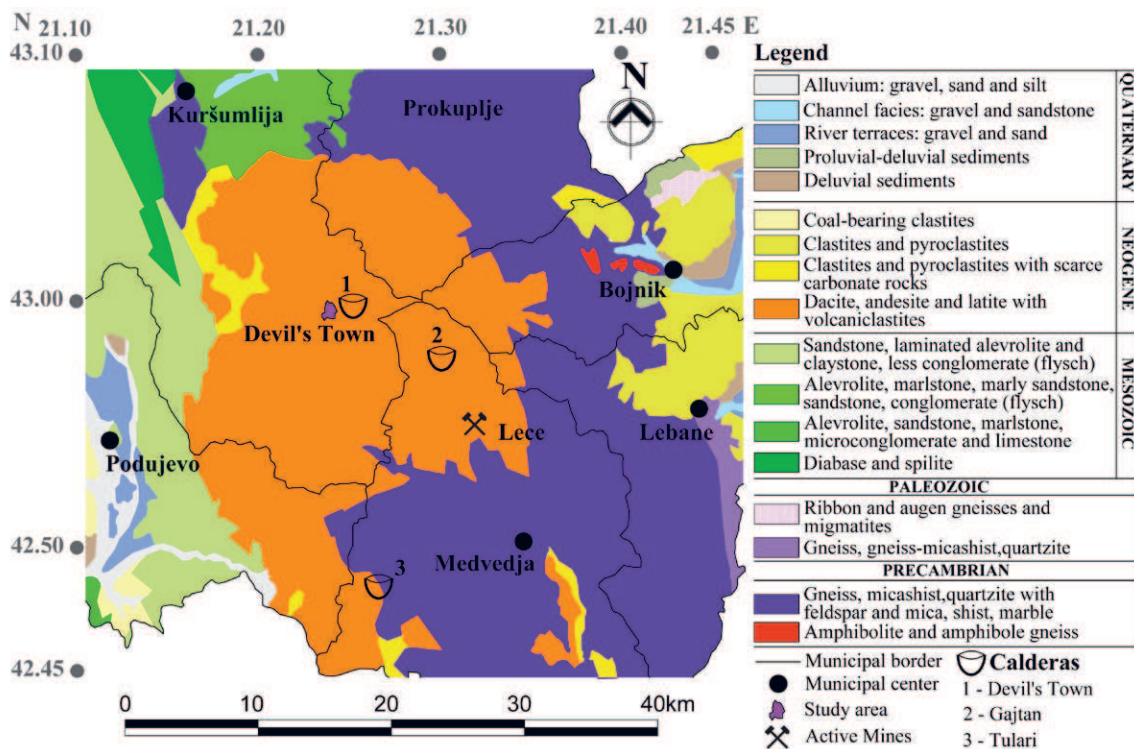 N 21.10 21.20 21.30 21.40 21.45 E
43.10
43.00
42.50
42.45
N
Kuršumlija
Prokuplje
1
Devil's Town
2
Bojnik
Lece
Lebane
Podujevo
Medvedja
3
0 10 20 30 40km
Legend
QUATERNARY
Alluvium: gravel, sand and silt
Channel facies: gravel and sandstone
River terraces: gravel and sand
Proluvial-deluvial sediments
Deluvial sediments
NEOGENE
Coal-bearing clastites
Clastites and pyroclastites
Clastites and pyroclastites with scarce
carbonate rocks
Dacite, andesite and latite with
volcaniclastites
MESOZOIC
Sandstone, laminated alevrolite and
claystone, less conglomerate (flysch)
Alevrolite, marlstone, marly sandstone,
sandstone, conglomerate (flysch)
Alevrolite, sandstone, marlstone,
microconglomerate and limestone
Diabase and spilite
PALEOZOIC
Ribbon and augen gneisses and
migmatites
Gneiss, gneiss-micashist,quartzite
PRECAMBRIAN
Gneiss, micashist,quartzite with
feldspar and mica, shist, marble
Amphibolite and amphibole gneiss
Municipal border
Municipal center
Study area
Active Mines
Calderas
1 - Devil's Town
2 - Gajtan
3 - Tulari